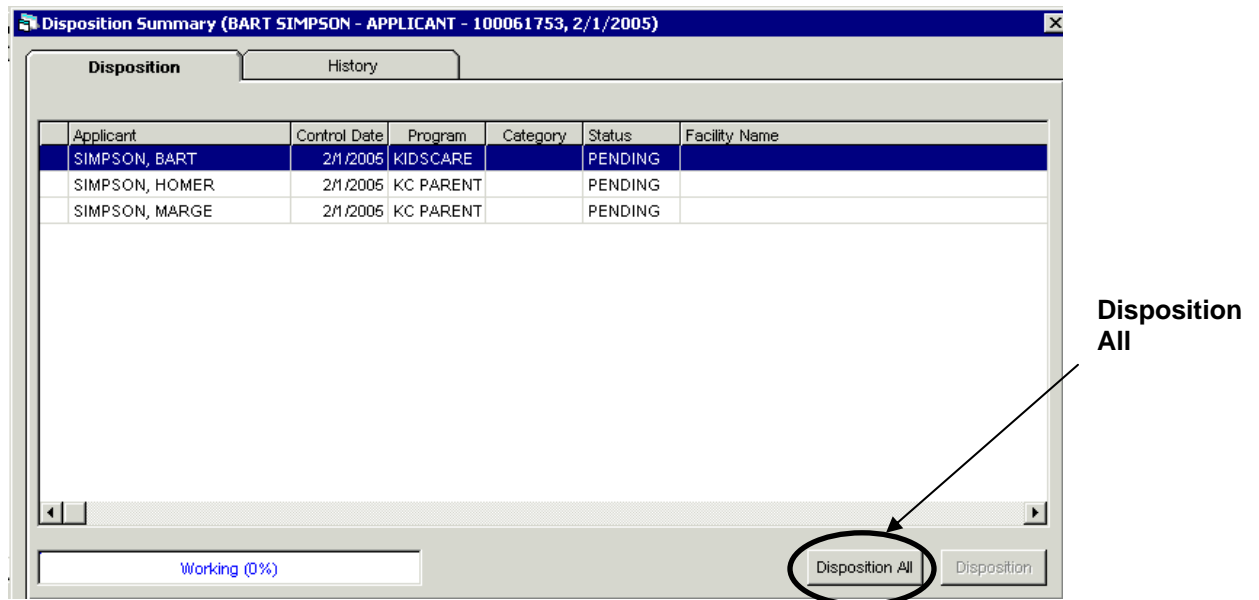 Disposition Summary (BART SIMPSON - APPLICANT - 100061753, 2/1/2005)
Disposition History
Applicant Control Date Program Category Status Facility Name
SIMPSON, BART 2/1/2005 KIDSCARE PENDING
SIMPSON, HOMER 2/1/2005 KC PARENT PENDING
SIMPSON, MARGE 2/1/2005 KC PARENT PENDING
Disposition
All
Working (0%) Disposition All Disposition